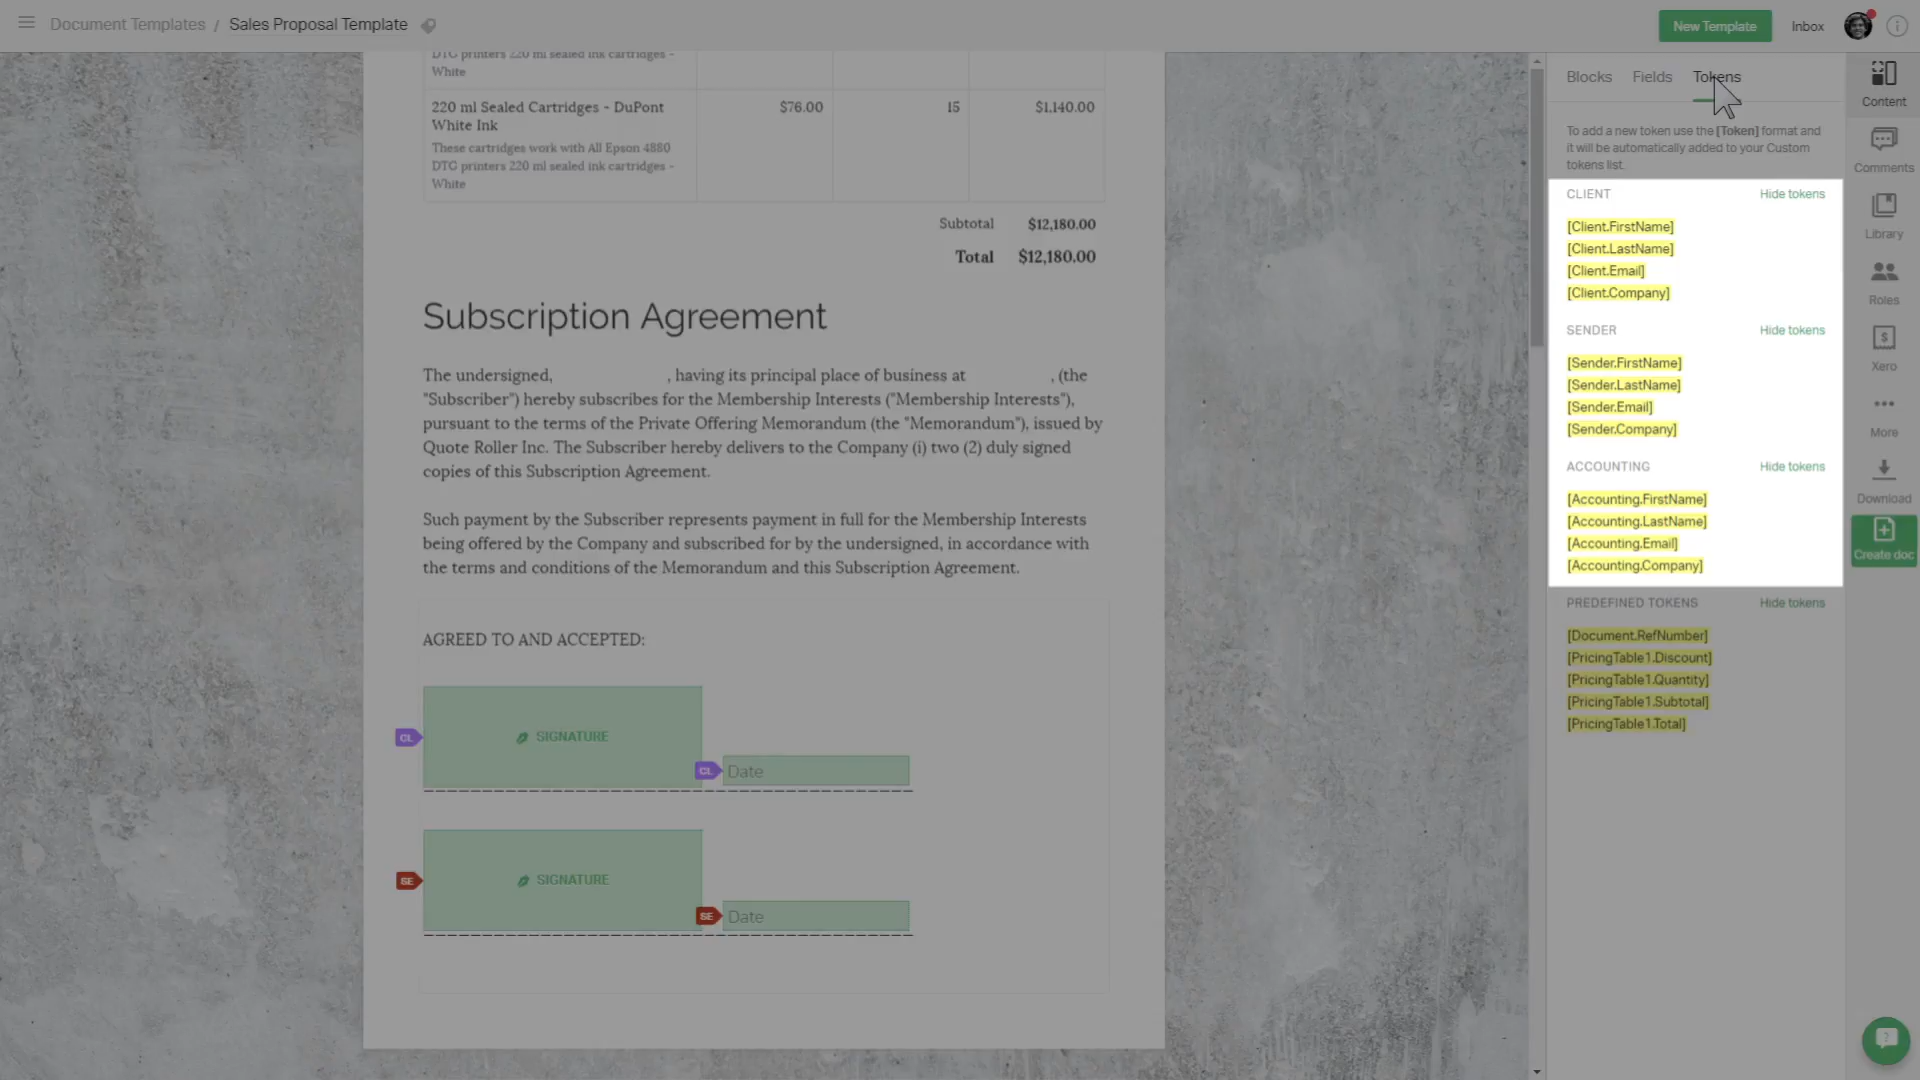 Document Templates / Sales Proposal Template
New Template
Inbox
DTG printers 220 ml sealed ink cartridges -
White
220 ml Sealed Cartridges - DuPont
White Ink
$76.00
15
$1,140.00
These cartridges work with All Epson 4880
DTG printers 220 ml sealed ink cartridges -
White
Subtotal $12,180.00
Total $12,180.00
Subscription Agreement
The undersigned, , having its principal place of business at , (the
"Subscriber") hereby subscribes for the Membership Interests ("Membership Interests"),
pursuant to the terms of the Private Offering Memorandum (the "Memorandum"), issued by
Quote Roller Inc. The Subscriber hereby delivers to the Company (i) two (2) duly signed
copies of this Subscription Agreement.
Such payment by the Subscriber represents payment in full for the Membership Interests
being offered by the Company and subscribed for by the undersigned, in accordance with
the terms and conditions of the Memorandum and this Subscription Agreement.
AGREED TO AND ACCEPTED:
CL
SIGNATURE
CL
Date
SE
SIGNATURE
SE
Date
Blocks Fields Tokens
To add a new token use the [Token] format and
it will be automatically added to your Custom
tokens list.
CLIENT Hide tokens
[Client.FirstName]
[Client.LastName]
[Client.Email]
[Client.Company]
SENDER Hide tokens
[Sender.FirstName]
[Sender.LastName]
[Sender.Email]
[Sender.Company]
ACCOUNTING Hide tokens
[Accounting.FirstName]
[Accounting.LastName]
[Accounting.Email]
[Accounting.Company]
PREDEFINED TOKENS Hide tokens
[Document.RefNumber]
[PricingTable1.Discount]
[PricingTable1.Quantity]
[PricingTable1.Subtotal]
[PricingTable1.Total]
Content
Comments
Library
Roles
Xero
More
Download
Create doc